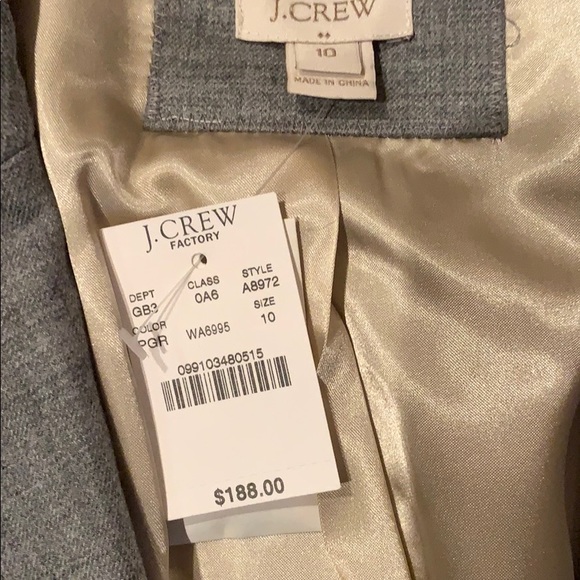 J.CREW
**
10
MADE IN CHINA
J.CREW
FACTORY
DEPT CLASS STYLE
GB3 0A6 A8972
COLOR SIZE
PGR WA6995 10
099103480515
$188.00